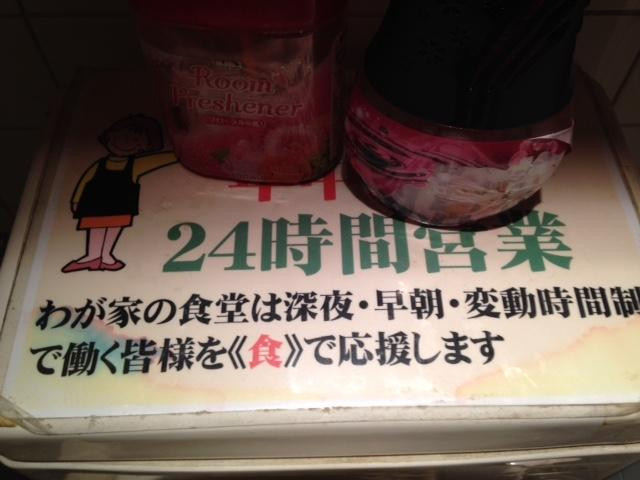 Room
Freshener
24時間営業
わが家の食堂は深夜・早朝・変動時間制
で働く皆様を《食》で応援します